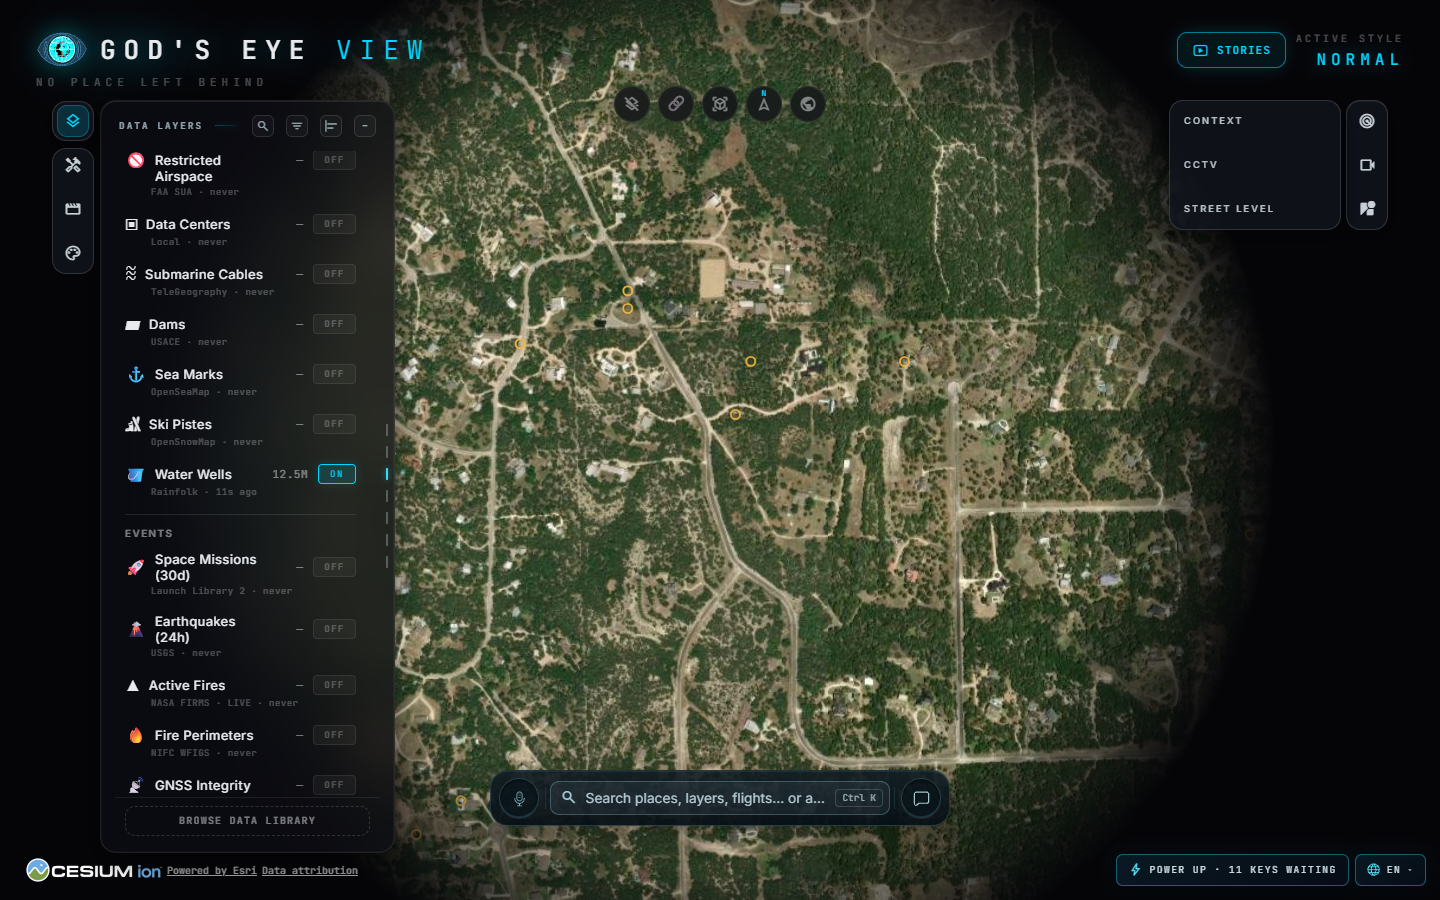 GOD'S EYE VIEW
NO PLACE LEFT BEHIND
STORIES
ACTIVE STYLE
NORMAL
N
DATA LAYERS
Restricted Airspace
— OFF
FAA SUA · never
Data Centers — OFF
Local · never
Submarine Cables — OFF
TeleGeography · never
Dams — OFF
USACE · never
Sea Marks — OFF
OpenSeaMap · never
Ski Pistes — OFF
OpenSnowMap · never
Water Wells 12.5M ON
Rainfolk · 11s ago
EVENTS
Space Missions (30d)
— OFF
Launch Library 2 · never
Earthquakes (24h)
— OFF
USGS · never
Active Fires — OFF
NASA FIRMS · LIVE · never
Fire Perimeters — OFF
NIFC WFIGS · never
GNSS Integrity — OFF
BROWSE DATA LIBRARY
CONTEXT
CCTV
STREET LEVEL
Search places, layers, flights... or a... Ctrl K
CESIUM ion Powered by Esri Data attribution
POWER UP · 11 KEYS WAITING
EN